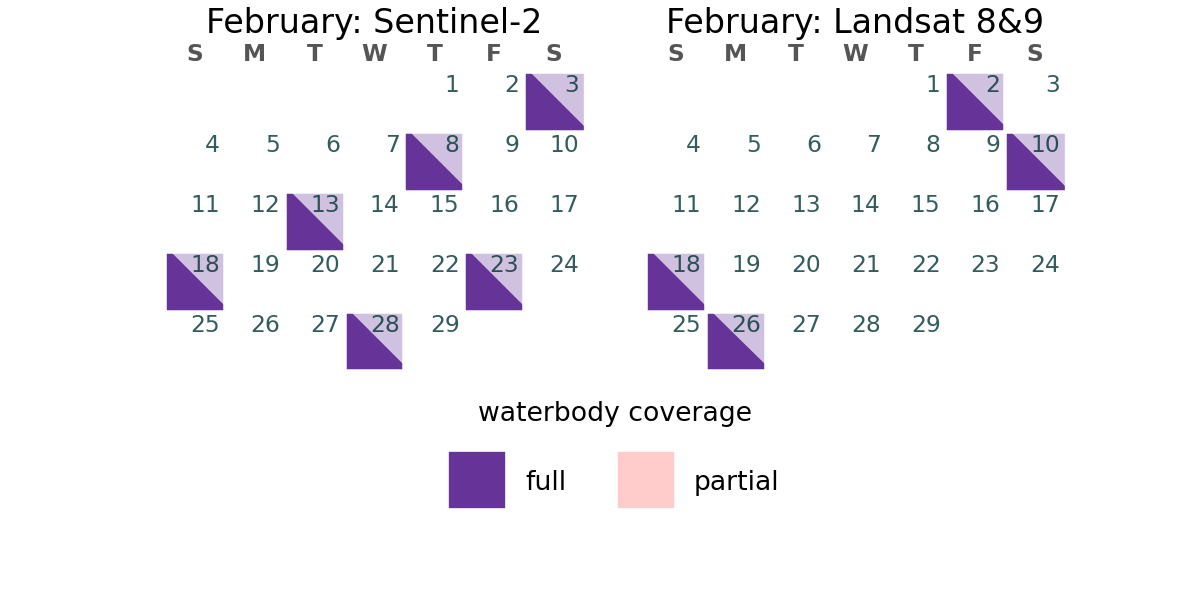 February: Sentinel-2
S M T W T F S
1 2 3
4 5 6 7 8 9 10
11 12 13 14 15 16 17
18 19 20 21 22 23 24
25 26 27 28 29
February: Landsat 8&9
S M T W T F S
1 2 3
4 5 6 7 8 9 10
11 12 13 14 15 16 17
18 19 20 21 22 23 24
25 26 27 28 29
waterbody coverage
full
partial